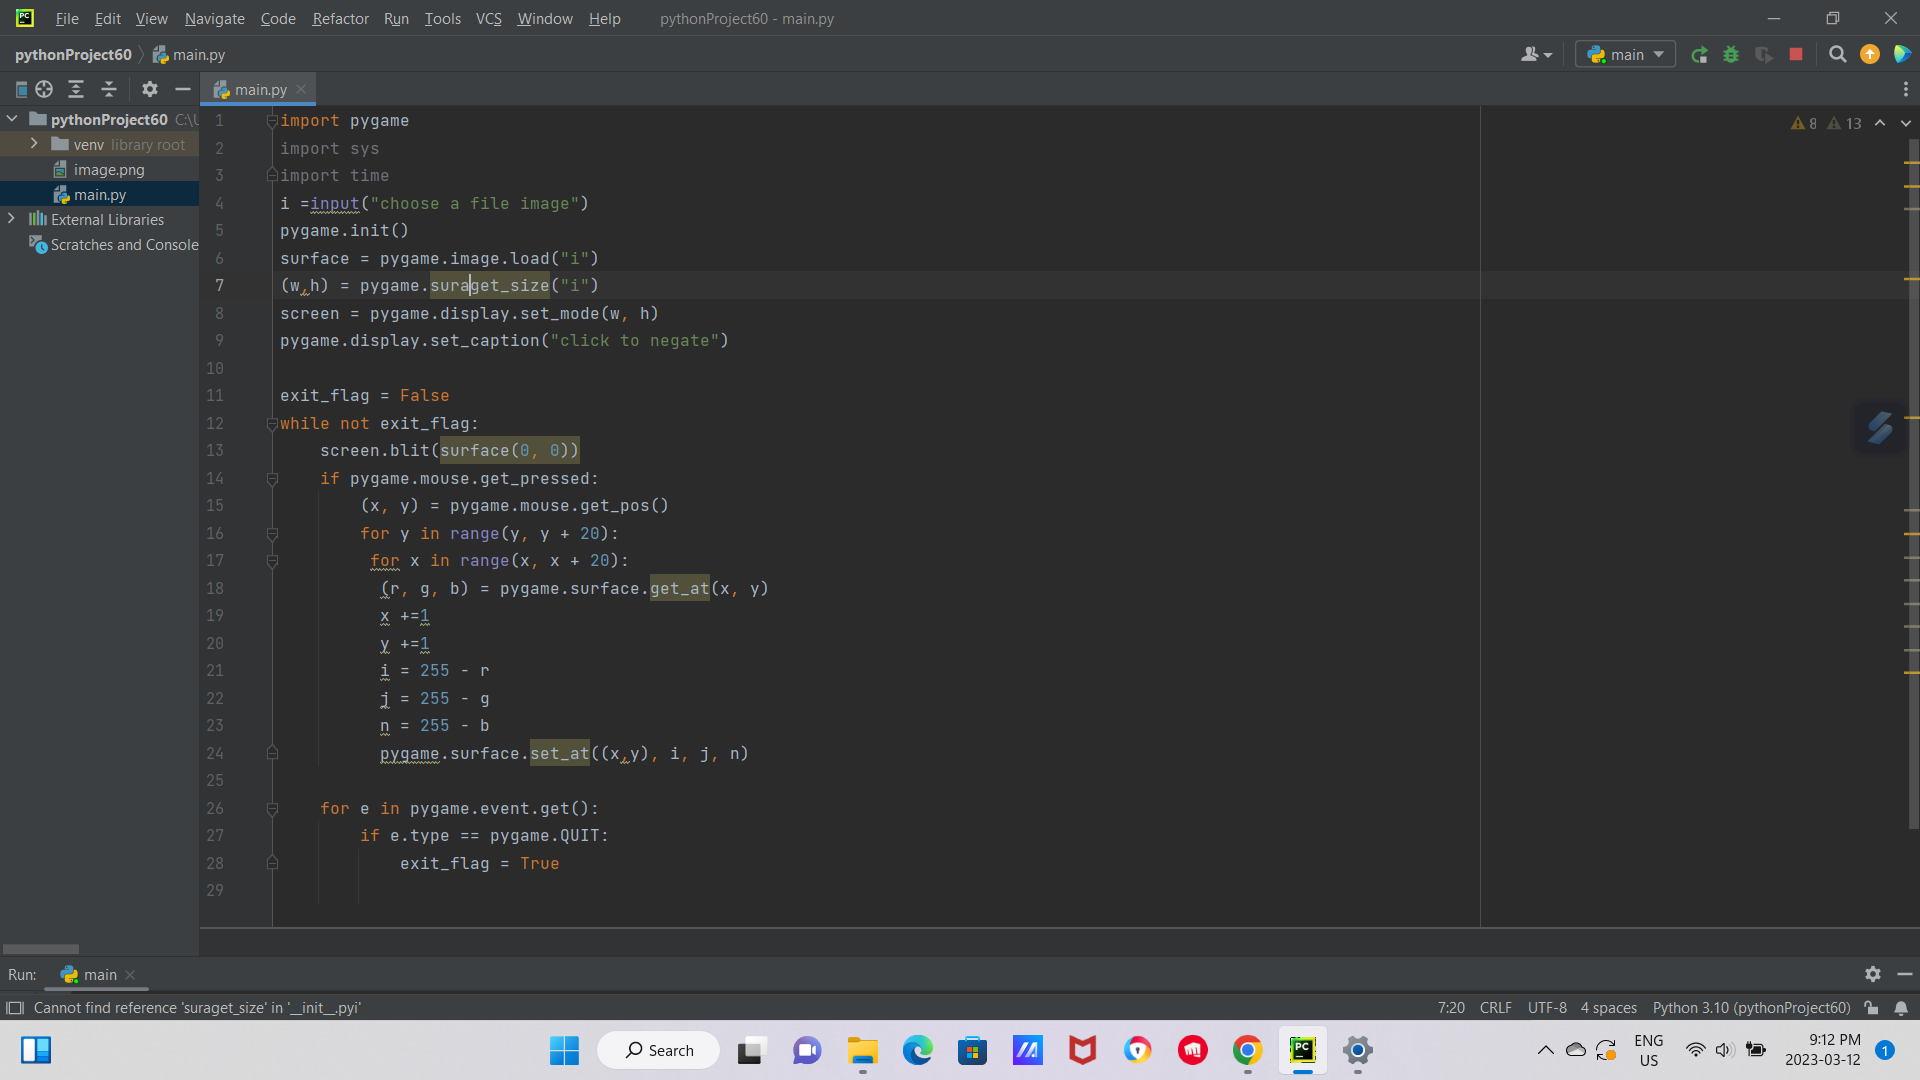 File Edit View Navigate Code Refactor Run Tools VCS Window Help pythonProject60 - main.py
pythonProject60 main.py main
main.py
pythonProject60 C:\U
venv library root
image.png
main.py
External Libraries
Scratches and Console
8 13
1 import pygame
2 import sys
3 import time
4 i =input("choose a file image")
5 pygame.init()
6 surface = pygame.image.load("i")
7 (w,h) = pygame.suraget_size("i")
8 screen = pygame.display.set_mode(w, h)
9 pygame.display.set_caption("click to negate")
10
11 exit_flag = False
12 while not exit_flag:
13 screen.blit(surface(0, 0))
14 if pygame.mouse.get_pressed:
15 (x, y) = pygame.mouse.get_pos()
16 for y in range(y, y + 20):
17 for x in range(x, x + 20):
18 (r, g, b) = pygame.surface.get_at(x, y)
19 x +=1
20 y +=1
21 i = 255 - r
22 j = 255 - g
23 n = 255 - b
24 pygame.surface.set_at((x,y), i, j, n)
25
26 for e in pygame.event.get():
27 if e.type == pygame.QUIT:
28 exit_flag = True
29
Run: main
Cannot find reference 'suraget_size' in '__init__.pyi' 7:20 CRLF UTF-8 4 spaces Python 3.10 (pythonProject60)
Search
PC
ENG
US
9:12 PM
2023-03-12
1